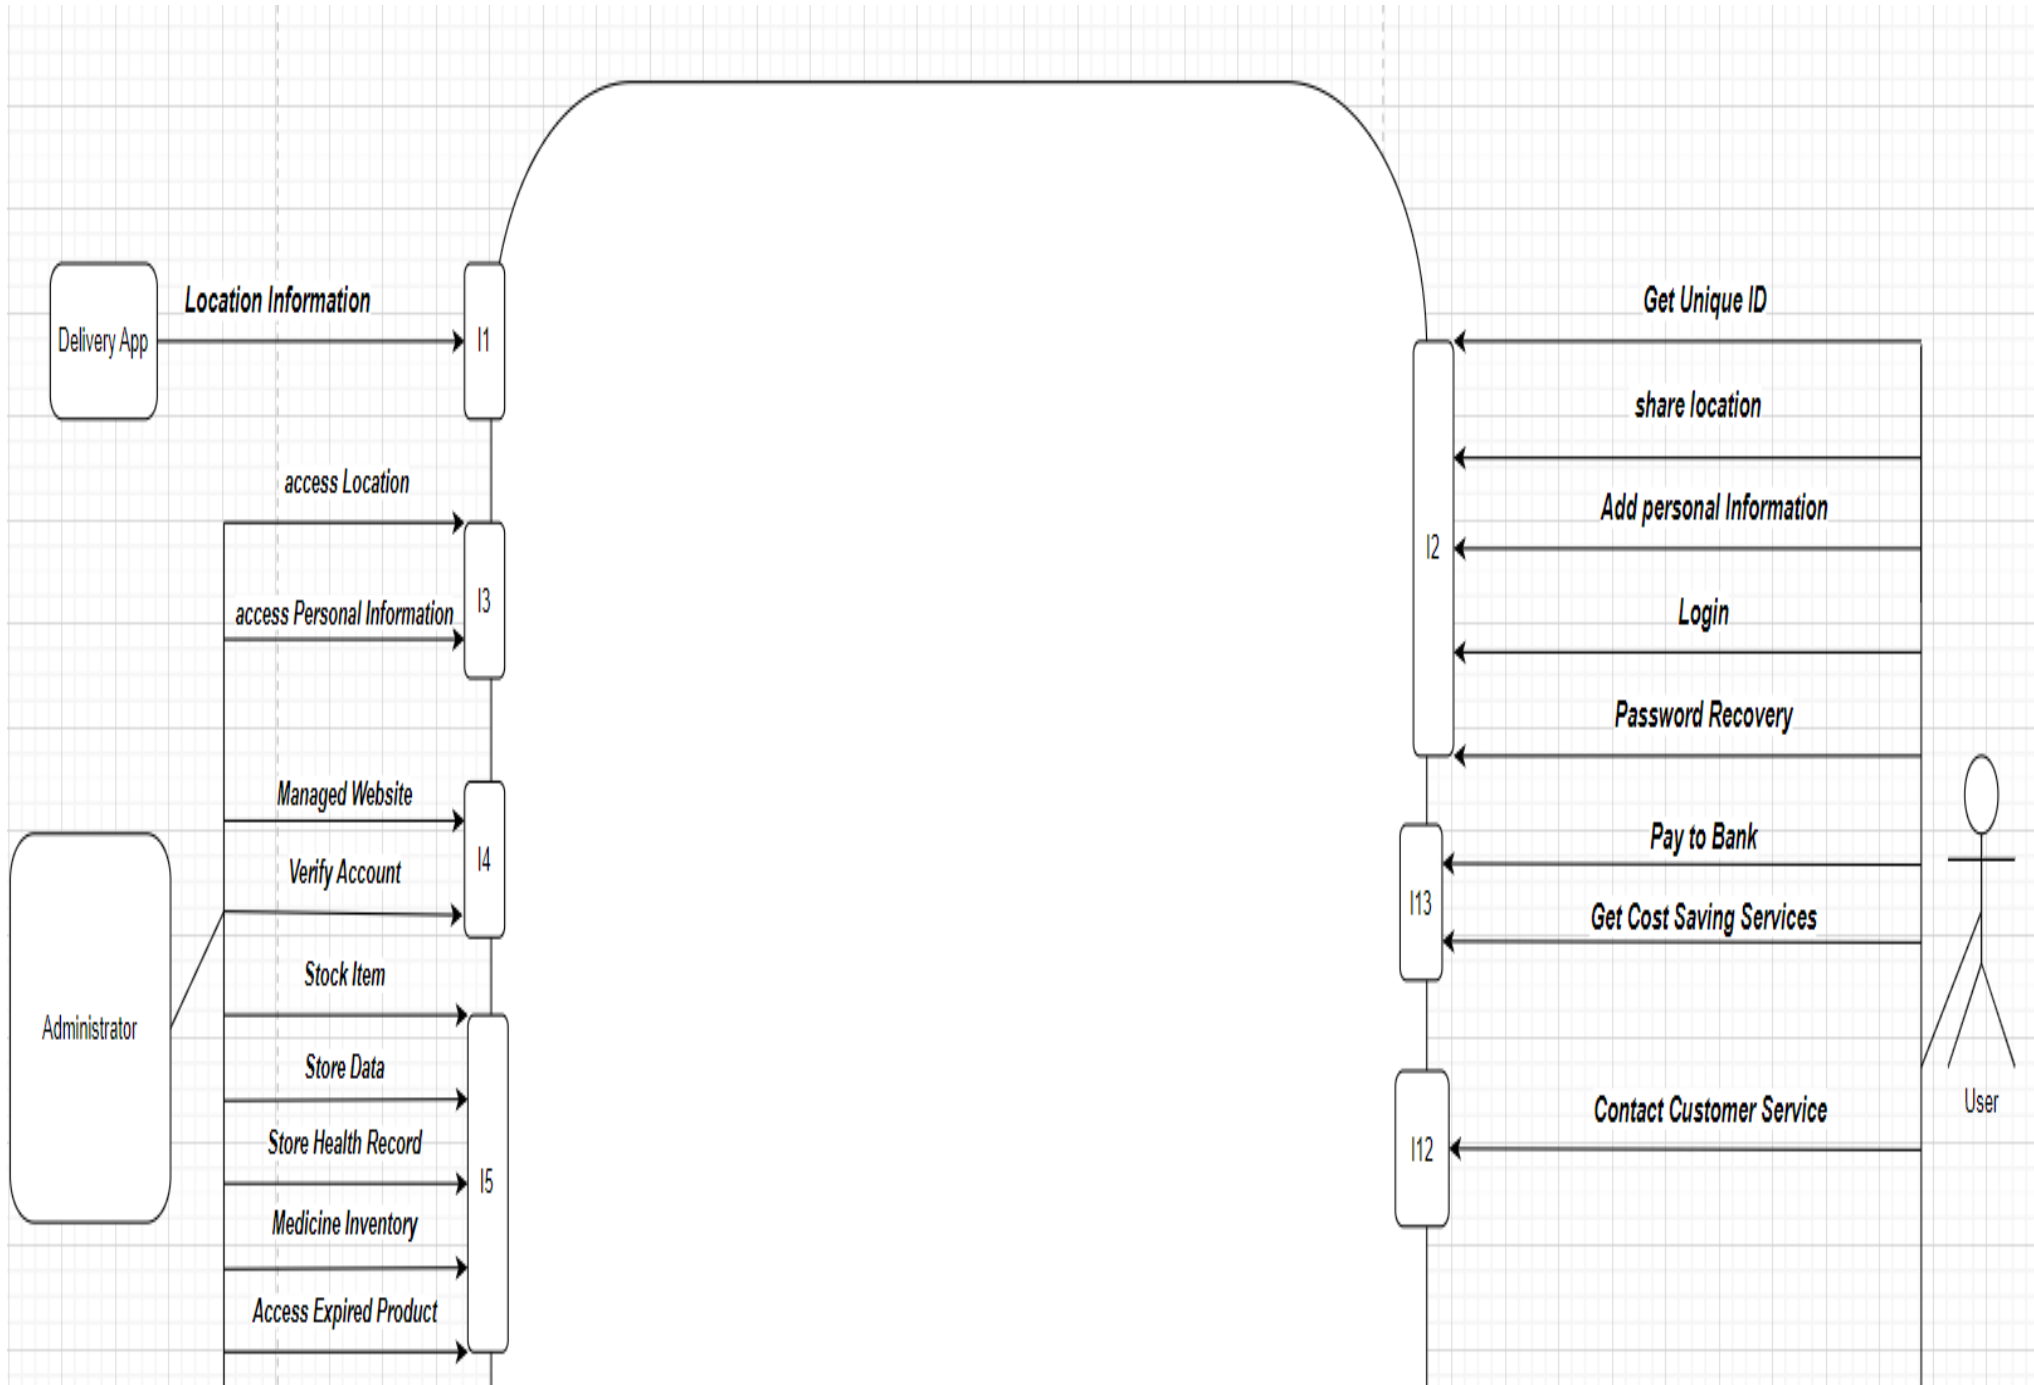 Location Information
Delivery App
I1
access Location
access Personal Information
I3
Managed Website
I4
Verify Account
Administrator
Stock Item
Store Data
Store Health Record
I5
Medicine Inventory
Access Expired Product
Get Unique ID
share location
Add personal Information
I2
Login
Password Recovery
Pay to Bank
I13
Get Cost Saving Services
Contact Customer Service
I12
User